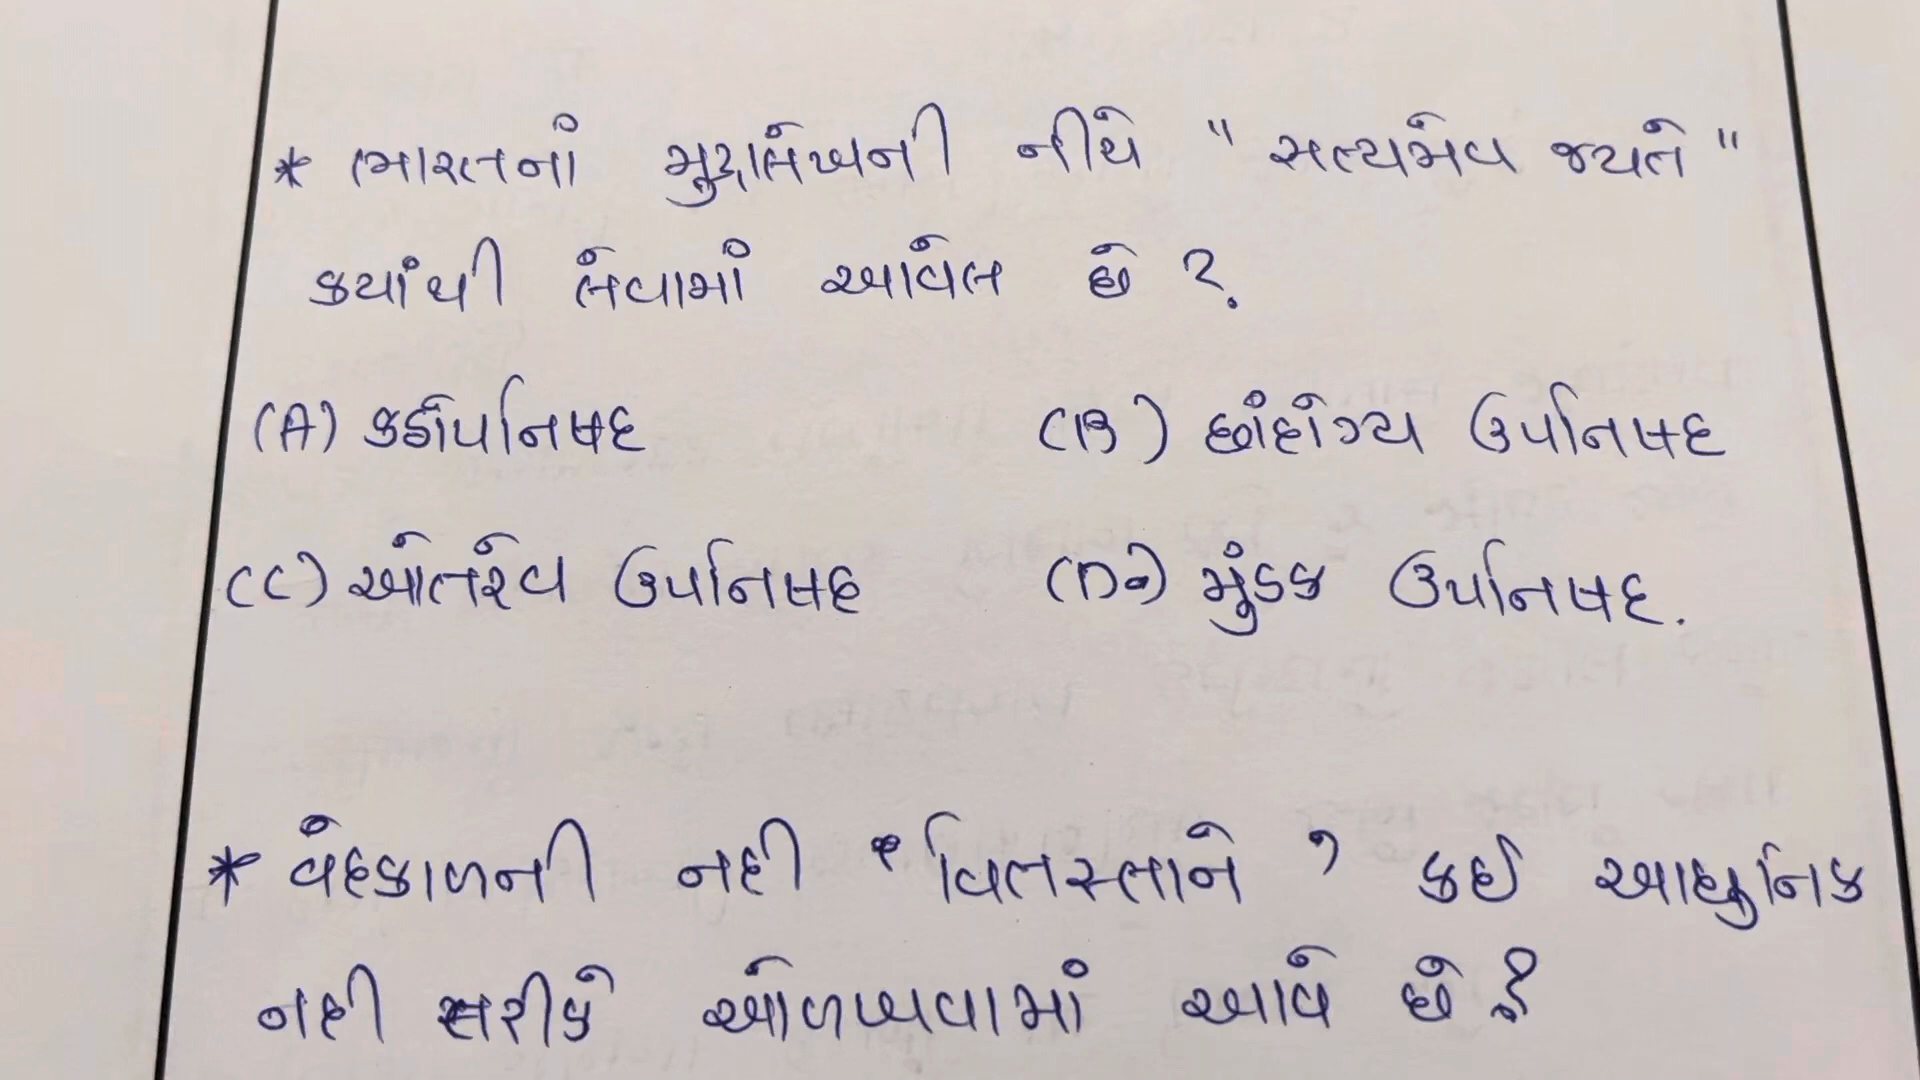 * ભારતનાં મુદ્રાલેખની નીચે " સત્યમેવ જયતે "
કયાંથી લેવામાં આવેલ છે ?
(A) કઠોપનિષદ (B) છાંદોગ્ય ઉપનિષદ
(C) ઐતરેય ઉપનિષદ (D) મુંડક ઉપનિષદ.
* વેદકાળની નદી ' વિતસ્તાને ' કઈ આધુનિક
નદી તરીકે ઓળખવામાં આવે છે ?